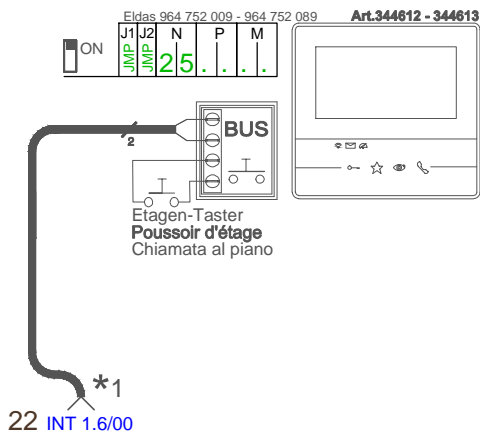 Eldas 964 752 009 - 964 752 089
Art.344612 - 344613
ON
J1 J2 N P M
JMP JMP 2 5 . . . .
BUS
2
Etagen-Taster
Poussoir d'étage
Chiamata al piano
*1
22 INT 1.6/00